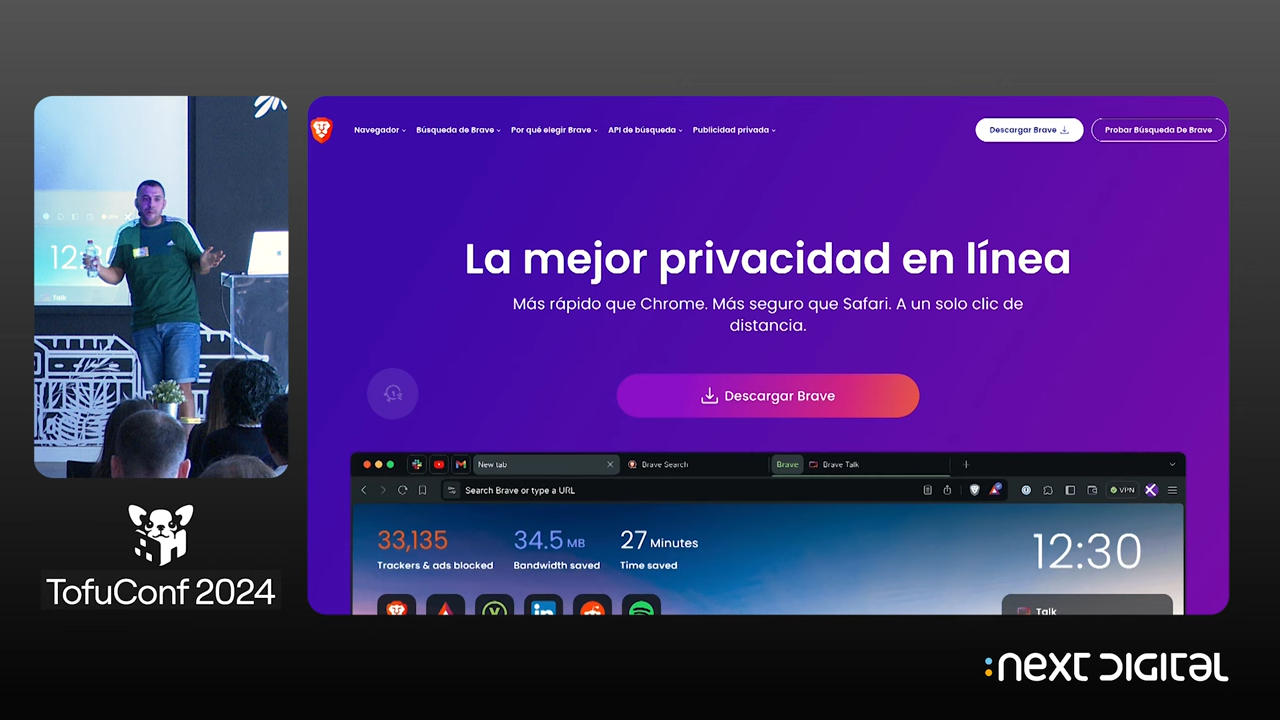 Navegador
Búsqueda de Brave
Por qué elegir Brave
API de búsqueda
Publicidad privada
Descargar Brave
Probar Búsqueda De Brave
La mejor privacidad en línea
Más rápido que Chrome. Más seguro que Safari. A un solo clic de
distancia.
Descargar Brave
New tab
Brave Search
Brave
Brave Talk
Search Brave or type a URL
VPN
33,135
34.5 MB
27 Minutes
Trackers & ads blocked
Bandwidth saved
Time saved
12:30
Talk
Talk
TofuConf 2024
:NEXT DIGITAL